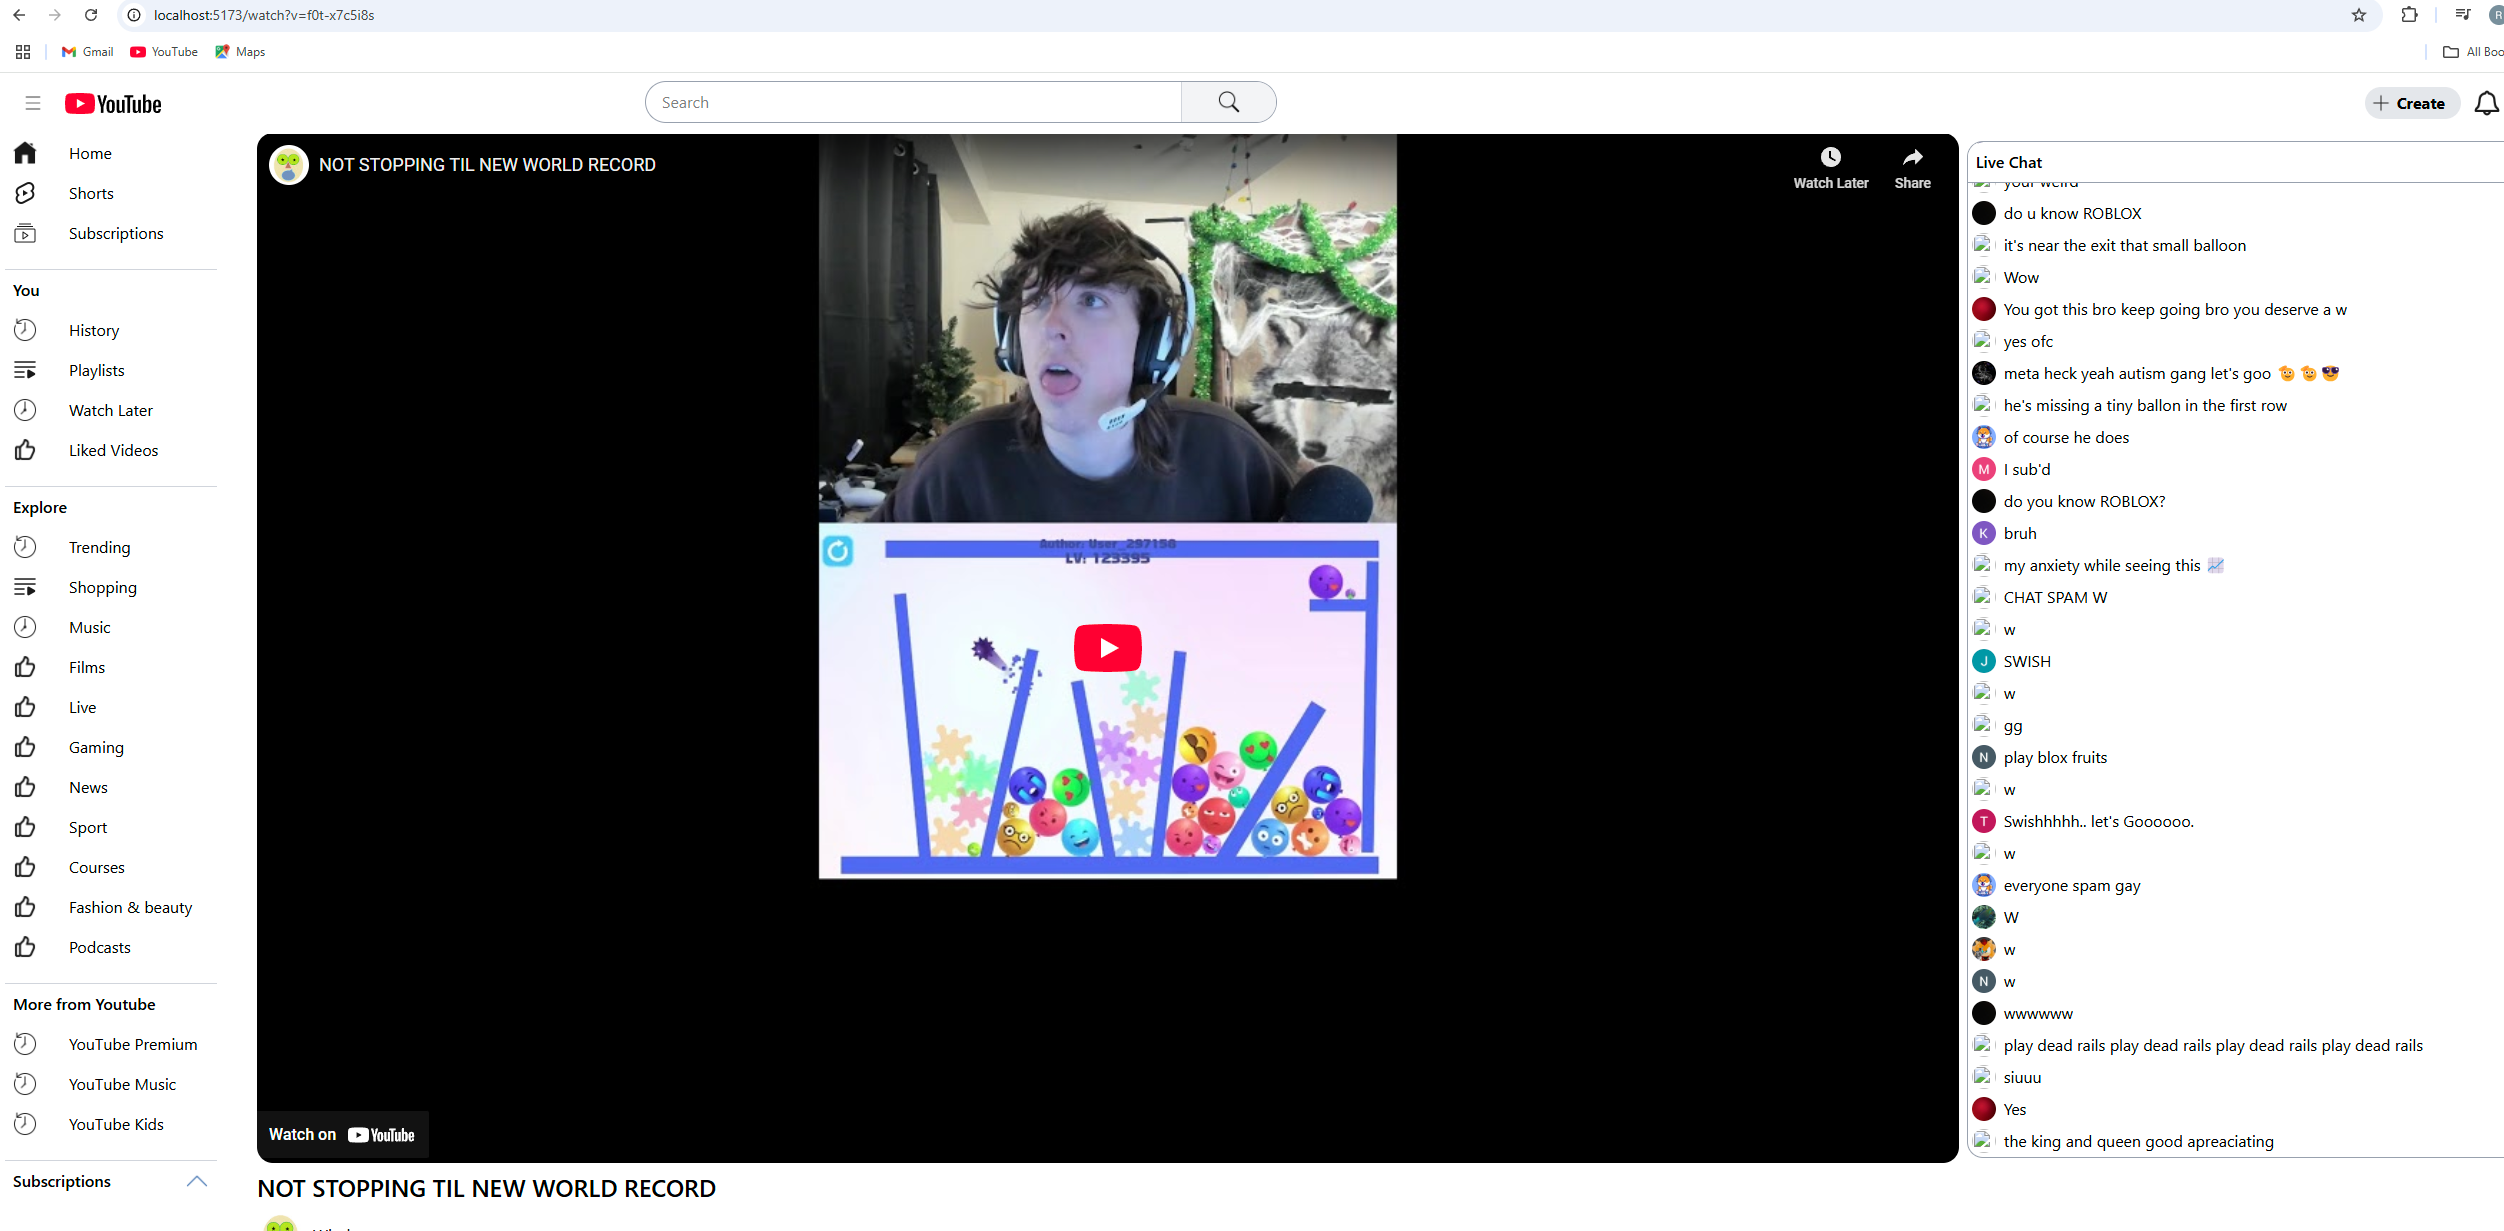 localhost:5173/watch?v=f0t-x7c5i8s
Gmail YouTube Maps All Boo
YouTube Search Create
Home
Shorts
Subscriptions
You
History
Playlists
Watch Later
Liked Videos
Explore
Trending
Shopping
Music
Films
Live
Gaming
News
Sport
Courses
Fashion & beauty
Podcasts
More from Youtube
YouTube Premium
YouTube Music
YouTube Kids
Subscriptions
NOT STOPPING TIL NEW WORLD RECORD
Watch Later Share
Author: User_297158
LV: 123395
Watch on YouTube
NOT STOPPING TIL NEW WORLD RECORD
Live Chat
your weird
do u know ROBLOX
it's near the exit that small balloon
Wow
You got this bro keep going bro you deserve a w
yes ofc
meta heck yeah autism gang let's goo
he's missing a tiny ballon in the first row
of course he does
M I sub'd
do you know ROBLOX?
K bruh
my anxiety while seeing this
CHAT SPAM W
w
J SWISH
w
gg
N play blox fruits
w
T Swishhhhh.. let's Goooooo.
w
everyone spam gay
W
w
N w
wwwwww
play dead rails play dead rails play dead rails play dead rails
siuuu
Yes
the king and queen good apreaciating